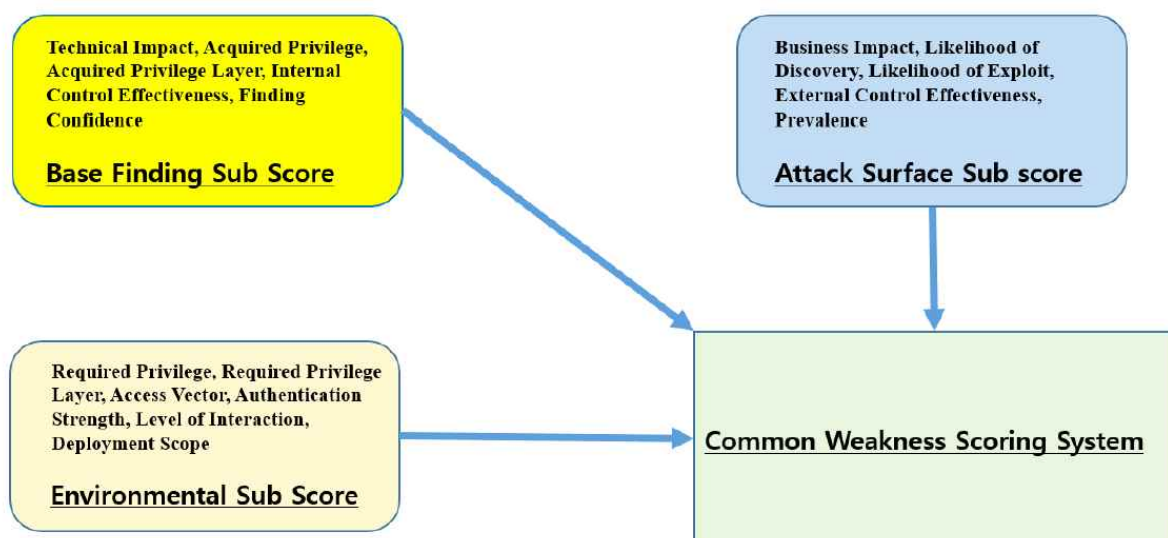 Technical Impact, Acquired Privilege,
Acquired Privilege Layer, Internal
Control Effectiveness, Finding
Confidence
Base Finding Sub Score
Business Impact, Likelihood of
Discovery, Likelihood of Exploit,
External Control Effectiveness,
Prevalence
Attack Surface Sub score
Required Privilege, Required Privilege
Layer, Access Vector, Authentication
Strength, Level of Interaction,
Deployment Scope
Environmental Sub Score
Common Weakness Scoring System